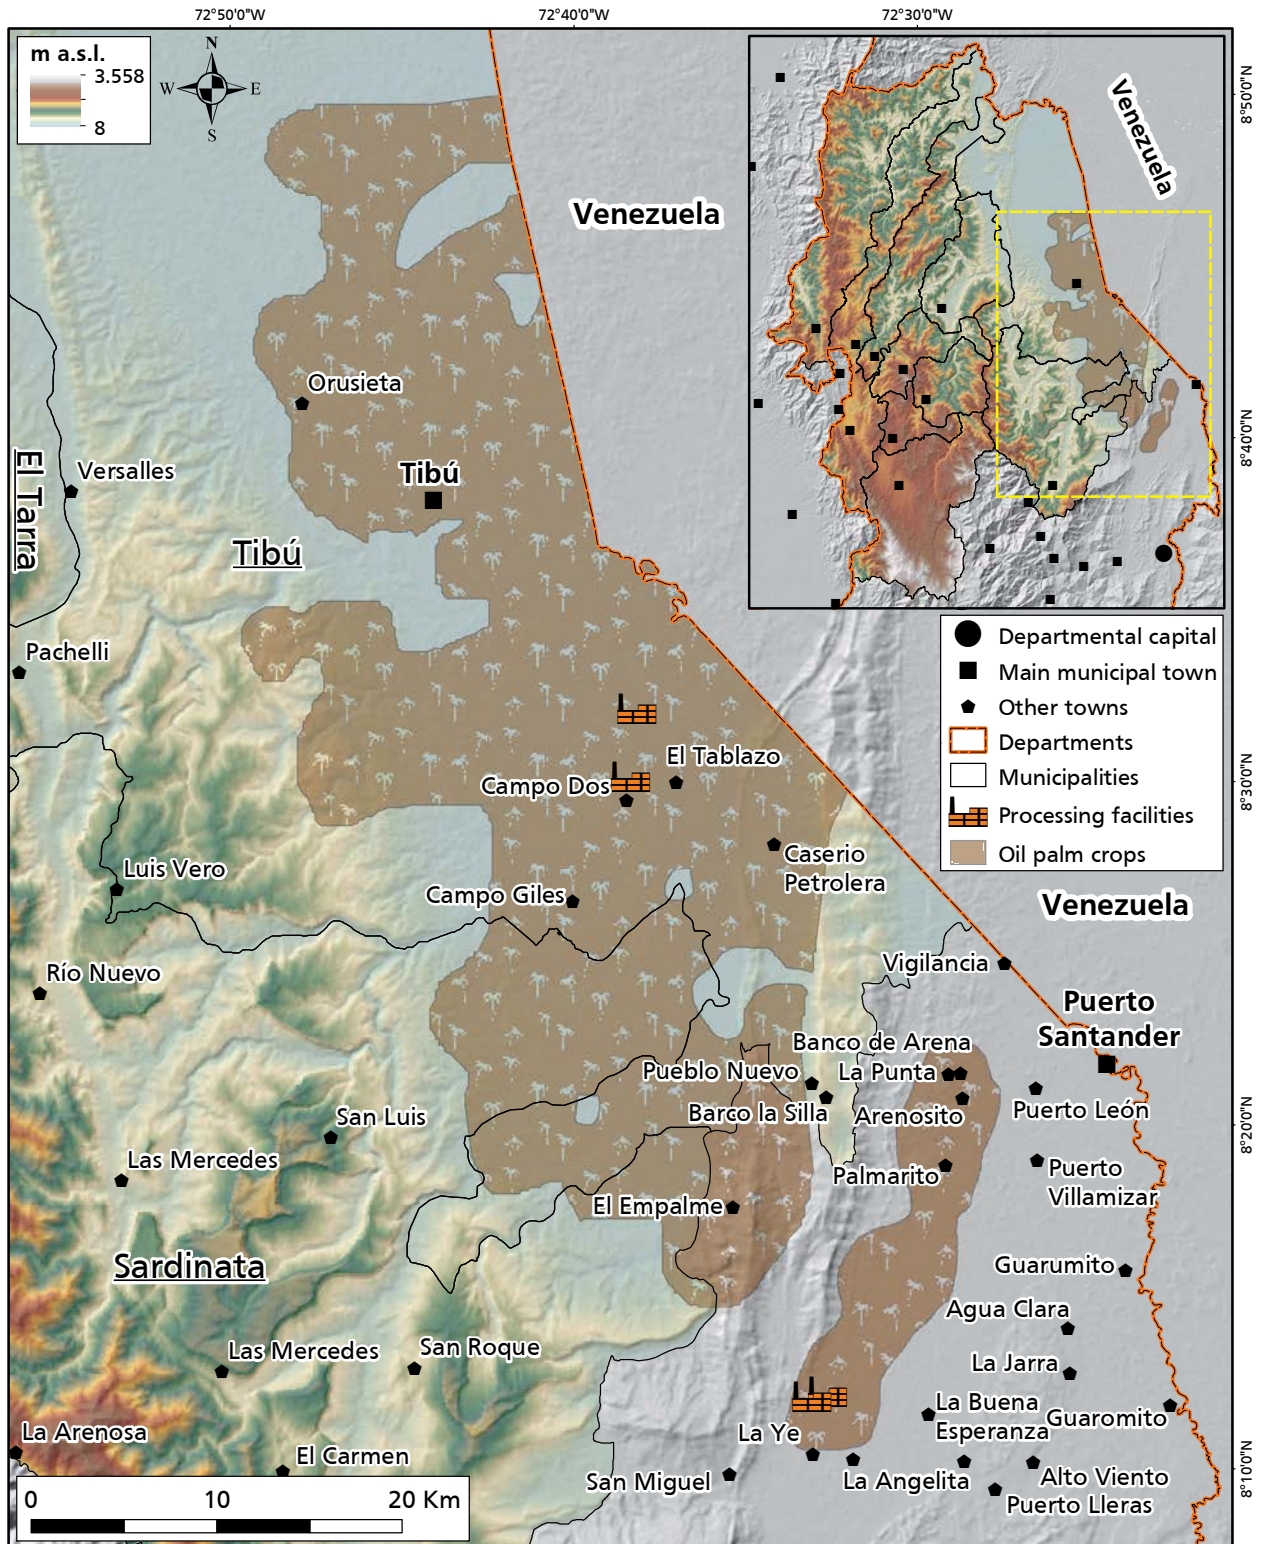 72°50'0"W
72°40'0"W
72°30'0"W
m a.s.l.
3.558
8
N
W
E
S
Venezuela
Venezuela
8°50'0"N
8°40'0"N
8°30'0"N
8°20'0"N
8°10'0"N
Orusieta
Tibú
Versalles
El Tarra
Tibú
Pachelli
Departmental capital
Main municipal town
Other towns
Departments
Municipalities
Processing facilities
Oil palm crops
El Tablazo
Campo Dos
Caserio
Petrolera
Luis Vero
Campo Giles
Venezuela
Río Nuevo
Vigilancia
Puerto
Santander
Banco de Arena
Pueblo Nuevo
La Punta
Barco la Silla
Arenosito
Puerto León
San Luis
Las Mercedes
Palmarito
Puerto
Villamizar
El Empalme
Sardinata
Guarumito
Agua Clara
Las Mercedes
San Roque
La Jarra
La Buena
Esperanza
Guaromito
La Arenosa
La Ye
El Carmen
San Miguel
La Angelita
Alto Viento
Puerto Lleras
0
10
20 Km